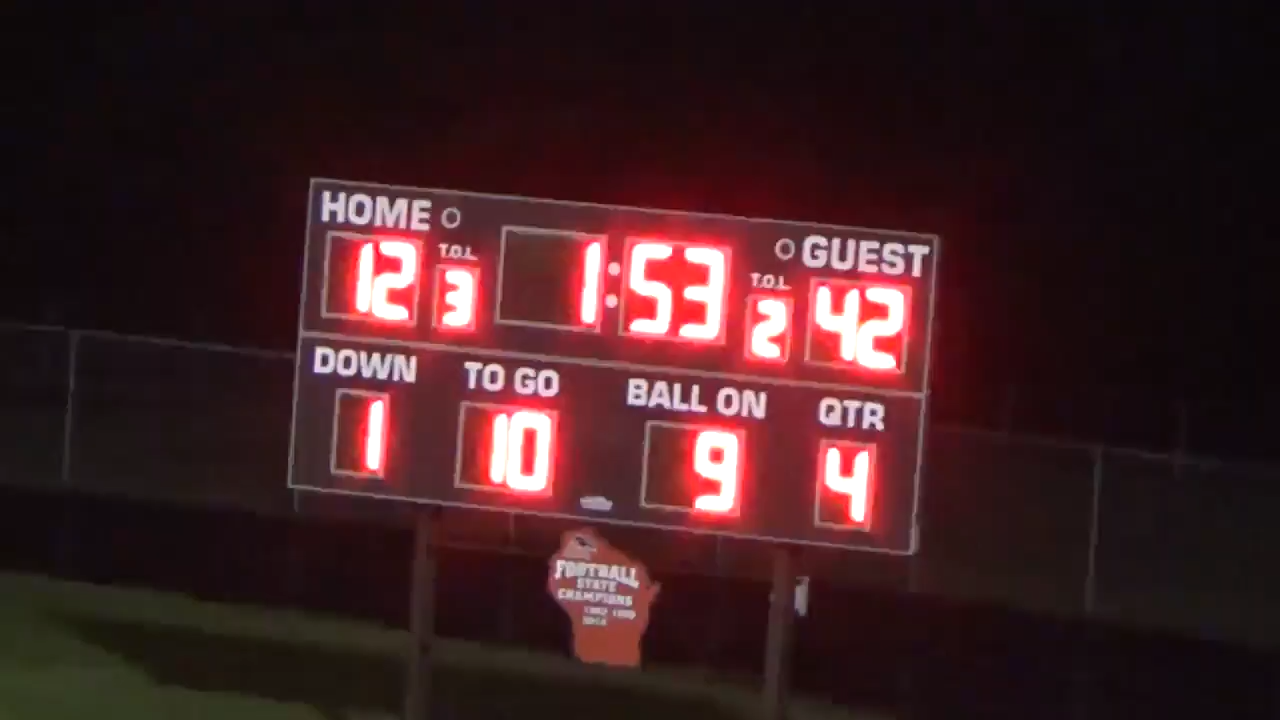 HOME GUEST
12 T.O.L. 3 1:53 T.O.L. 2 42
DOWN TO GO BALL ON QTR
1 10 9 4
FOOTBALL
STATE
CHAMPIONS